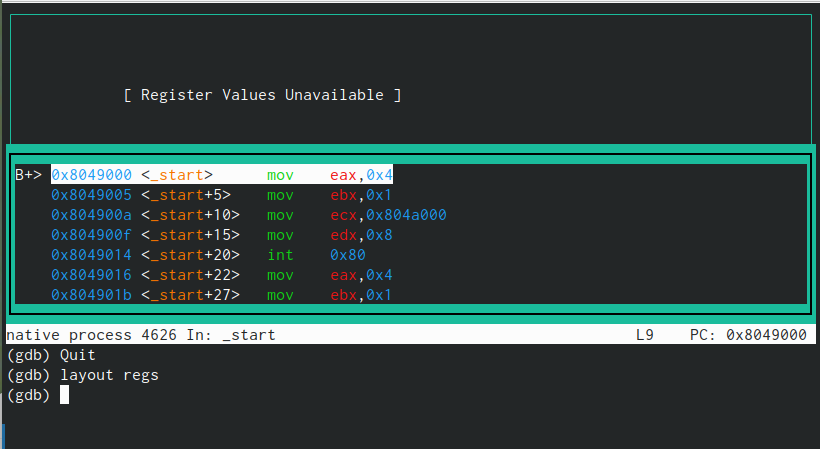 [ Register Values Unavailable ]
B+> 0x8049000 <_start> mov eax,0x4
0x8049005 <_start+5> mov ebx,0x1
0x804900a <_start+10> mov ecx,0x804a000
0x804900f <_start+15> mov edx,0x8
0x8049014 <_start+20> int 0x80
0x8049016 <_start+22> mov eax,0x4
0x804901b <_start+27> mov ebx,0x1
native process 4626 In: _start L9 PC: 0x8049000
(gdb) Quit
(gdb) layout regs
(gdb)